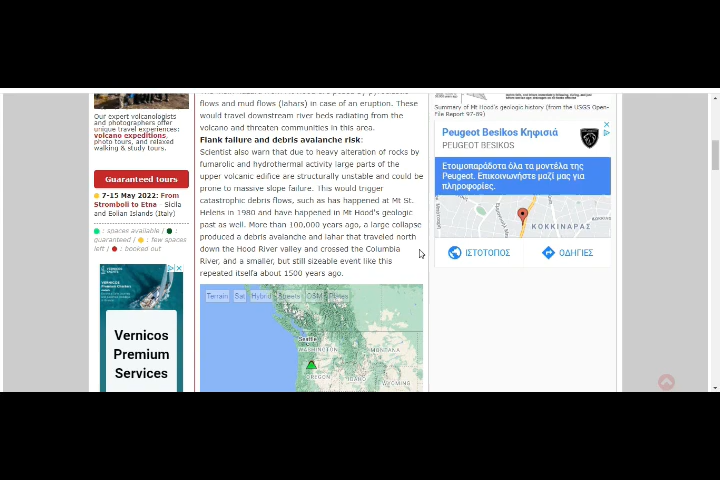 Our expert volcanologists
and photographers offer
unique travel experiences:
volcano expeditions,
photo tours, and relaxed
walking & study tours.
Guaranteed tours
7-15 May 2022: From
Stromboli to Etna - Sicila
and Eolian Islands (Italy)
: spaces available /
guaranteed / : few spaces
left / : booked out
Vernicos
Premium
Services
flows and mud flows (lahars) in case of an eruption. These
would travel downstream river beds radiating from the
volcano and threaten communities in this area.
Flank failure and debris avalanche risk:
Scientist also warn that due to heavy alteration of rocks by
fumarolic and hydrothermal activity large parts of the
upper volcanic edifice are structurally unstable and could be
prone to massive slope failure. This would trigger
catastrophic debris flows, such as has happened at Mt St.
Helens in 1980 and have happened in Mt Hood's geologic
past as well. More than 100,000 years ago, a large collapse
produced a debris avalanche and lahar that traveled north
down the Hood River valley and crossed the Columbia
River, and a smaller, but still sizeable event like this
repeated itselfa about 1500 years ago.
Terrain Sat Hybrid Streets OSM Plates
Seattle
WASHINGTON
MONTANA
OREGON
IDAHO
WYOMING
Summary of Mt Hood's geologic history (from the USGS Open-
File Report 97-89)
Peugeot Besikos Κηφισιά
PEUGEOT BESIKOS
Ετοιμοπαράδοτα όλα τα μοντέλα της
Peugeot. Επικοινωνήστε μαζί μας για
πληροφορίες.
ΚΟΚΚΙΝΑΡΑΣ
ΙΣΤΟΤΟΠΟΣ
ΟΔΗΓΙΕΣ